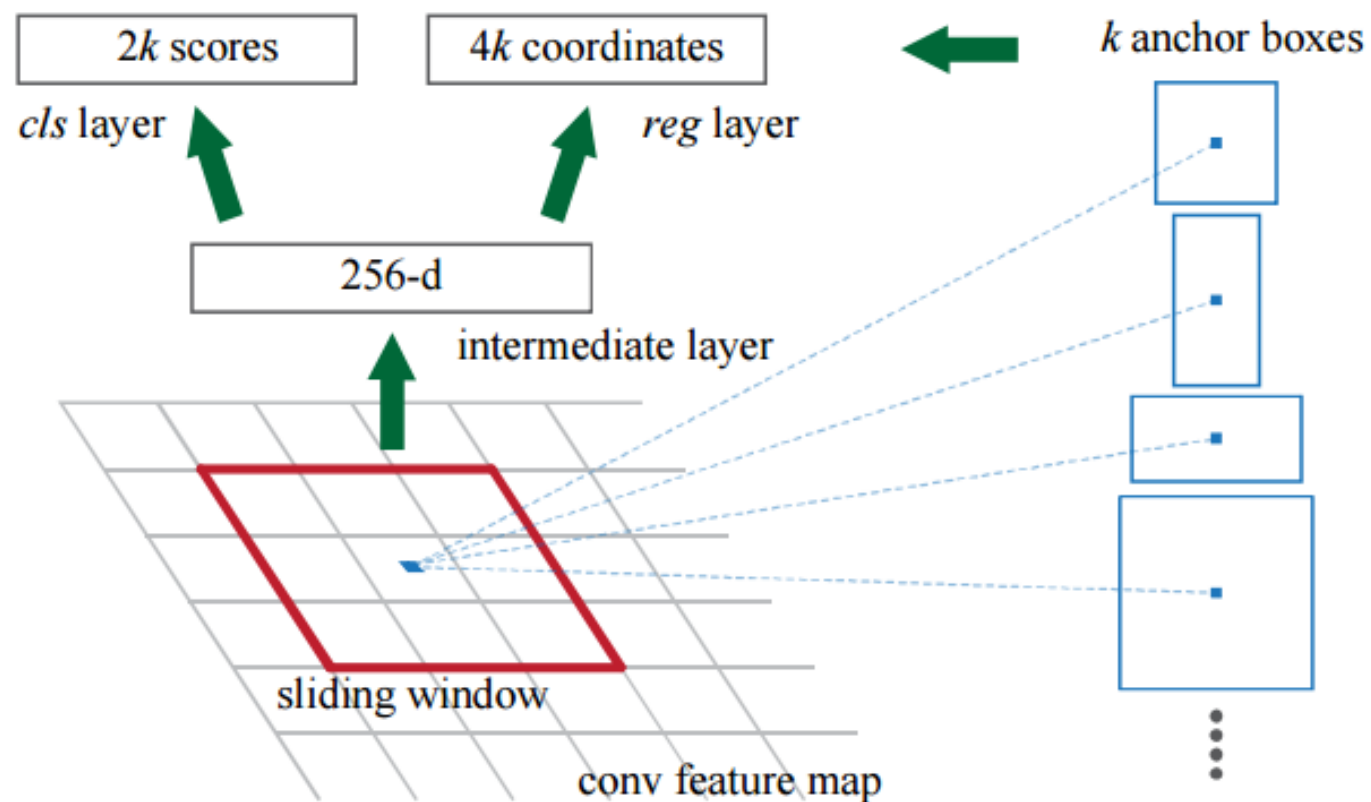 2k scores
4k coordinates
k anchor boxes
cls layer
reg layer
256-d
intermediate layer
sliding window
conv feature map